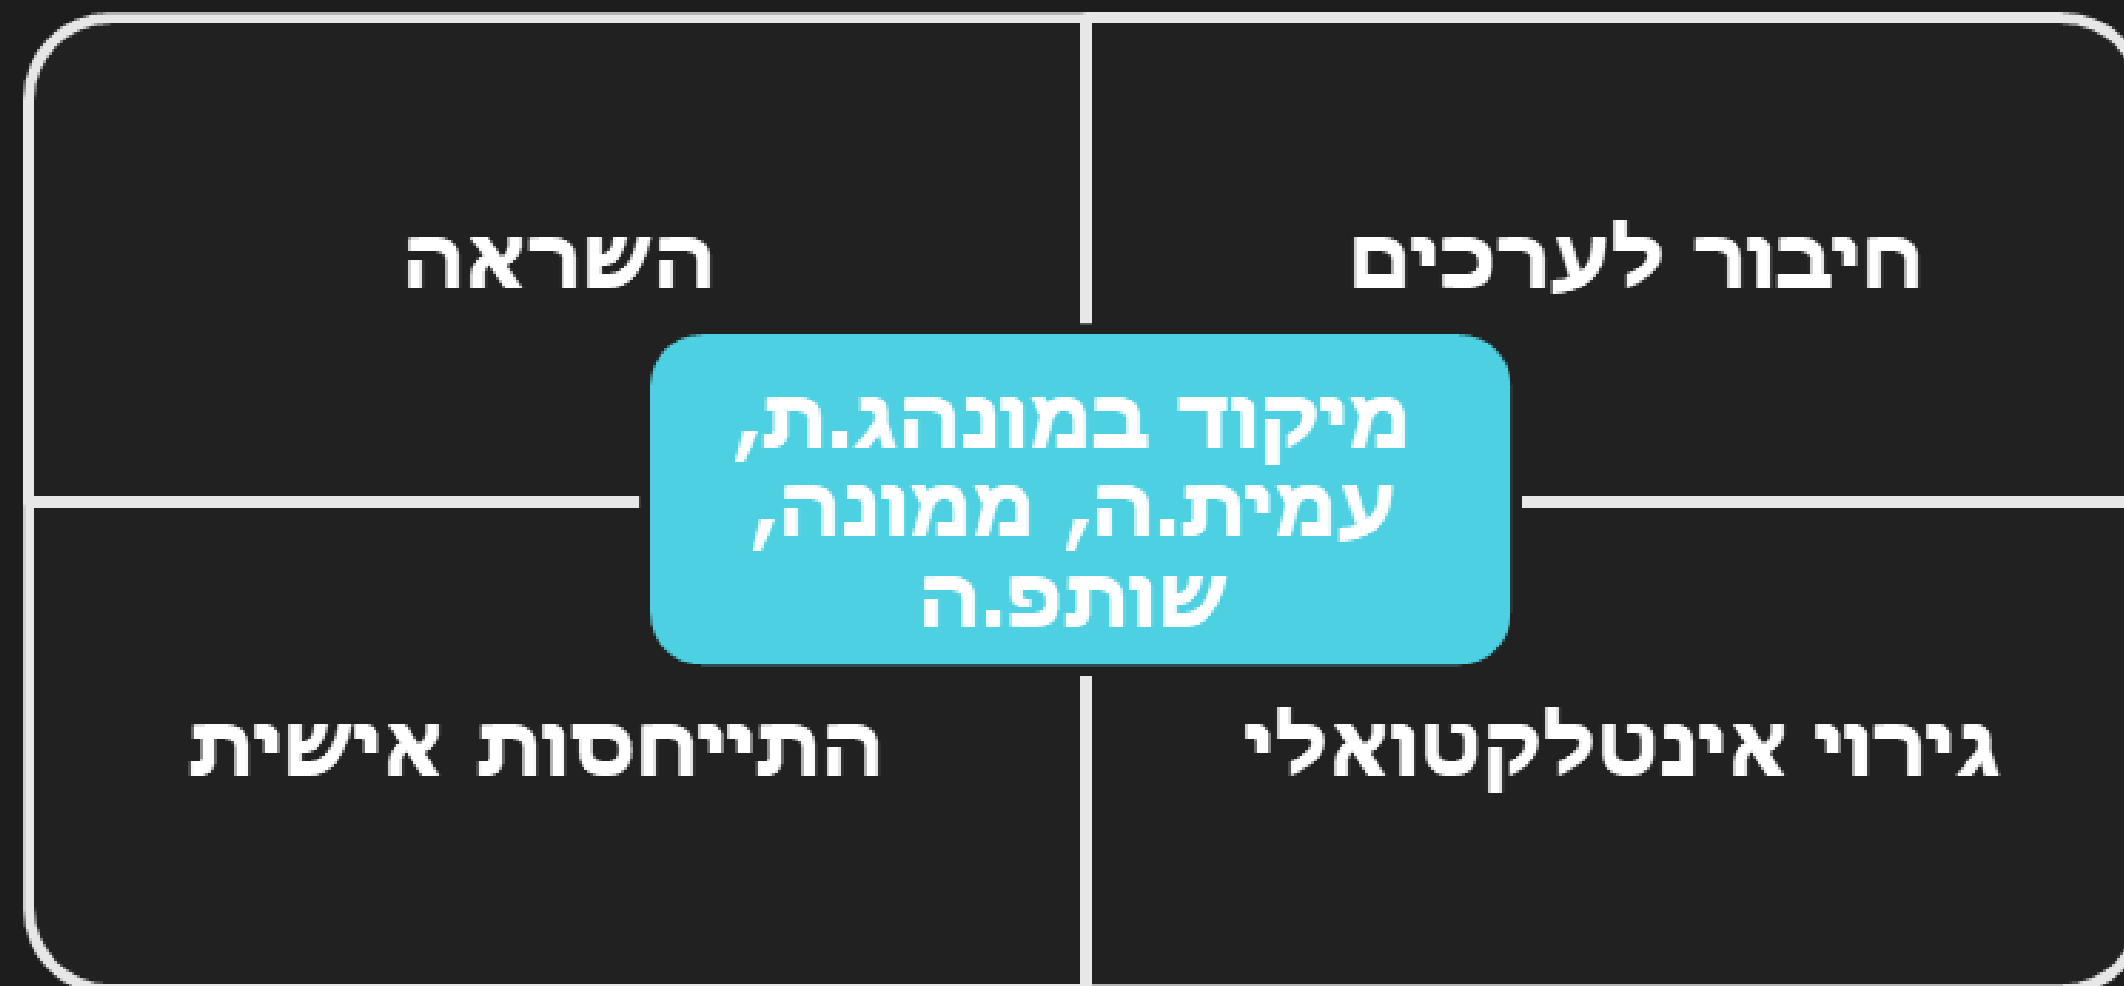 חיבור לערכים
השראה
מיקוד במונהג.ת,
עמית.ה, ממונה,
שותפ.ה
גירוי אינטלקטואלי
התייחסות אישית